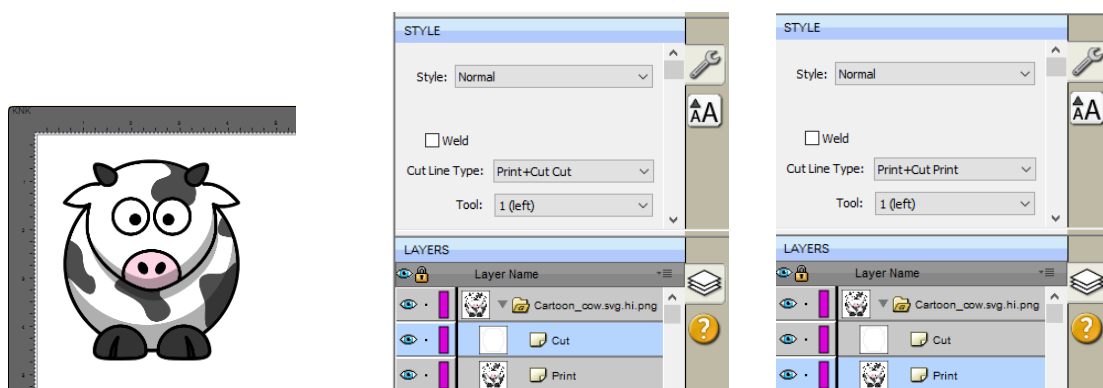 KNK
STYLE
Style: Normal
Weld
Cut Line Type: Print+Cut Cut
Tool: 1 (left)
LAYERS
Layer Name
Cartoon_cow.svg.hi.png
Cut
Print
AA
?
STYLE
Style: Normal
Weld
Cut Line Type: Print+Cut Print
Tool: 1 (left)
LAYERS
Layer Name
Cartoon_cow.svg.hi.png
Cut
Print
AA
?